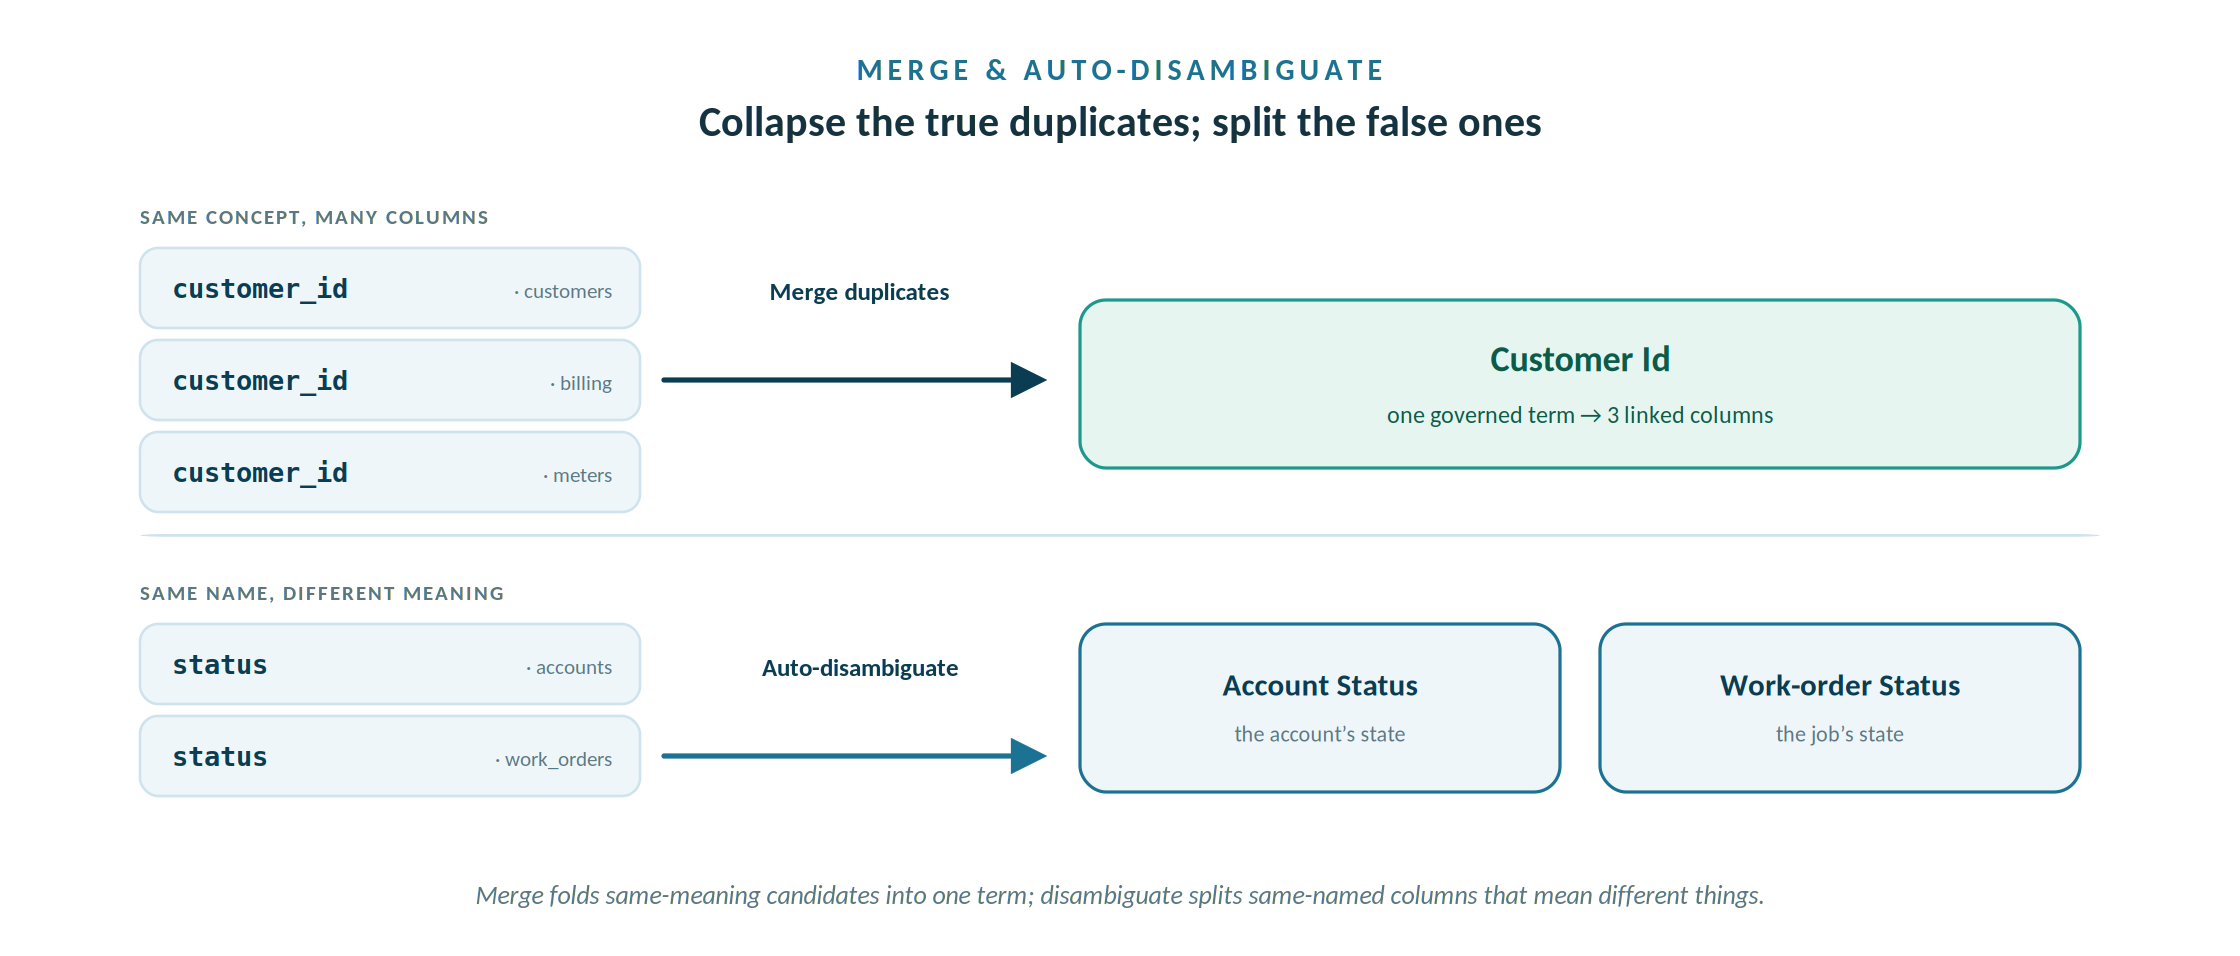 MERGE & AUTO-DISAMBIGUATE
Collapse the true duplicates; split the false ones
SAME CONCEPT, MANY COLUMNS
customer_id · customers
customer_id · billing
customer_id · meters
Merge duplicates
Customer Id
one governed term → 3 linked columns
SAME NAME, DIFFERENT MEANING
status · accounts
status · work_orders
Auto-disambiguate
Account Status
the account’s state
Work-order Status
the job’s state
Merge folds same-meaning candidates into one term; disambiguate splits same-named columns that mean different things.